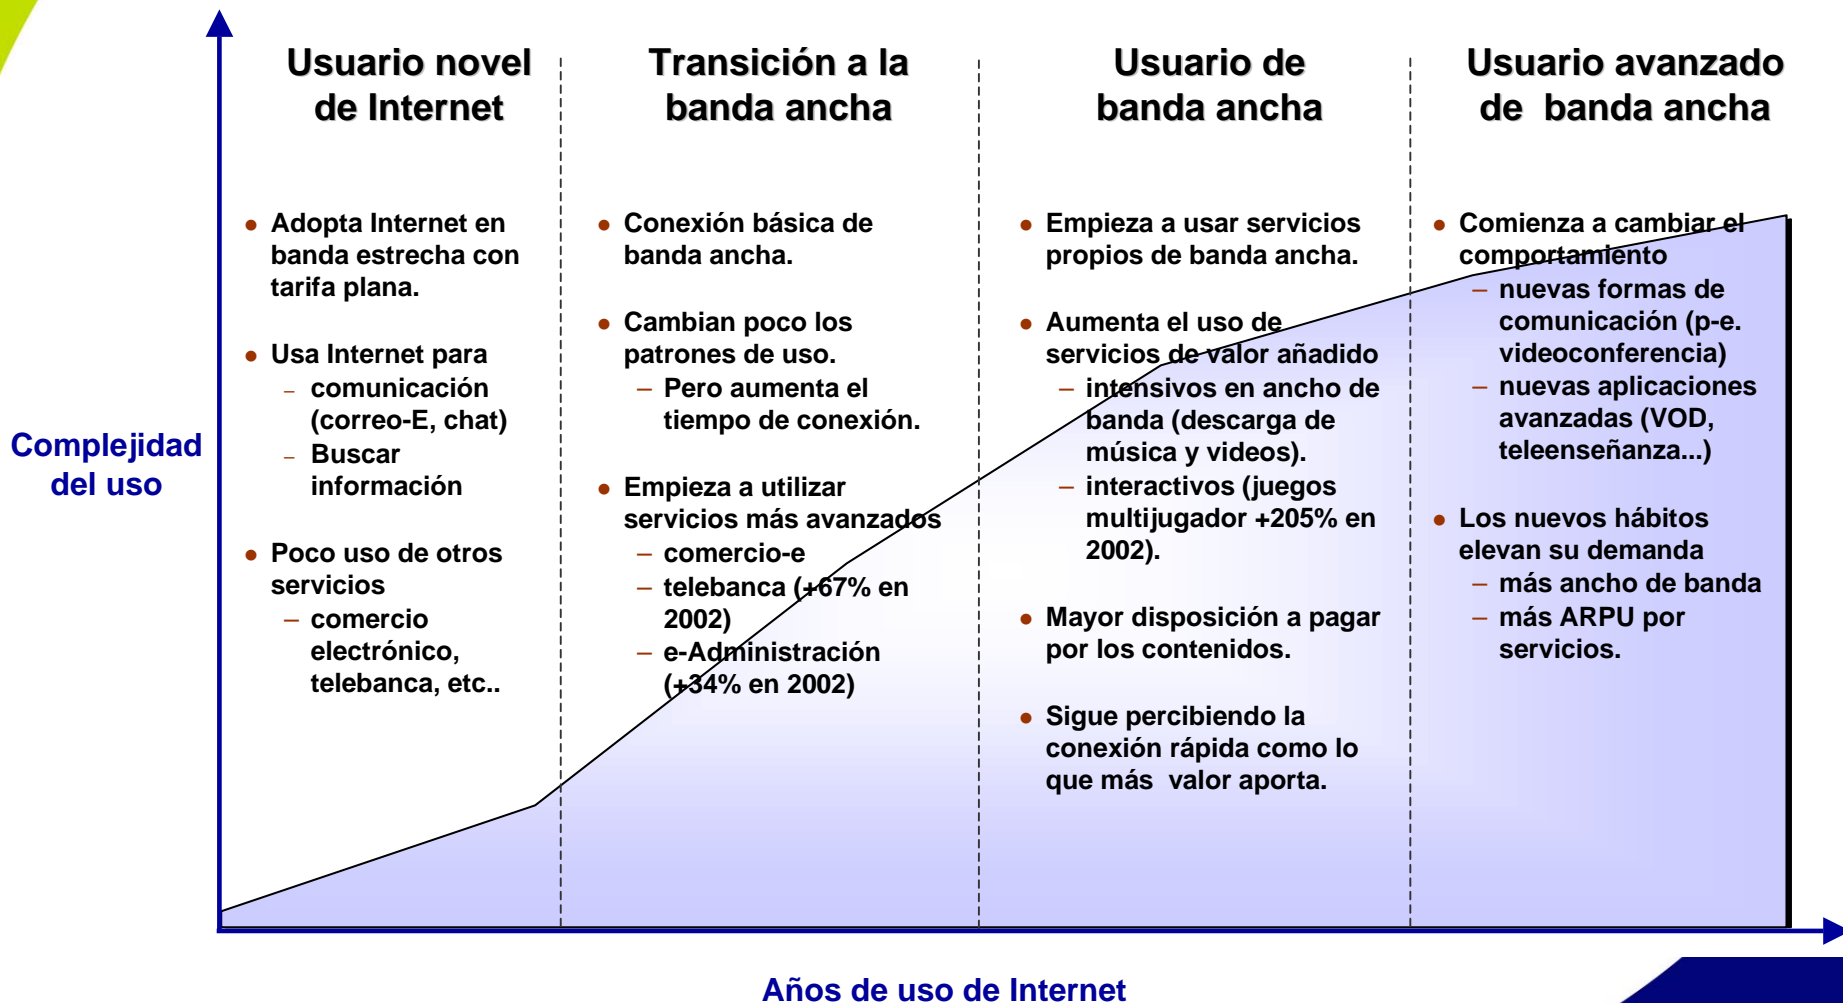 Usuario novel
de Internet
Transición a la
banda ancha
Usuario de
banda ancha
Usuario avanzado
de  banda ancha
● Adopta Internet en
banda estrecha con
tarifa plana.
● Usa Internet para
– comunicación
(correo-E, chat)
– Buscar
información
● Poco uso de otros
servicios
– comercio
electrónico,
telebanca, etc..
● Conexión básica de
banda ancha.
● Cambian poco los
patrones de uso.
– Pero aumenta el
tiempo de conexión.
● Empieza a utilizar
servicios más avanzados
– comercio-e
– telebanca (+67% en
2002)
– e-Administración
(+34% en 2002)
● Empieza a usar servicios
propios de banda ancha.
● Aumenta el uso de
servicios de valor añadido
– intensivos en ancho de
banda (descarga de
música y videos).
– interactivos (juegos
multijugador +205% en
2002).
● Mayor disposición a pagar
por los contenidos.
● Sigue percibiendo la
conexión rápida como lo
que más  valor aporta.
● Comienza a cambiar el
comportamiento
– nuevas formas de
comunicación (p-e.
videoconferencia)
– nuevas aplicaciones
avanzadas (VOD,
teleenseñanza...)
● Los nuevos hábitos
elevan su demanda
– más ancho de banda
– más ARPU por
servicios.
Complejidad
del uso
Años de uso de Internet